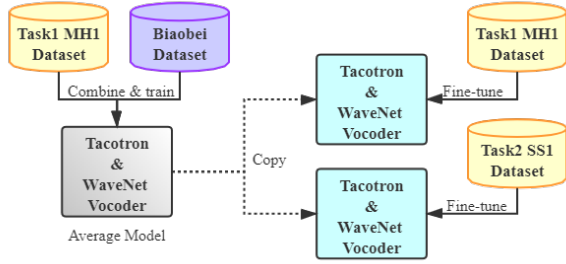 Task1 MH1
Dataset
Biaobei
Dataset
Combine & train
Tacotron
&
WaveNet
Vocoder
Average Model
Copy
Tacotron
&
WaveNet
Vocoder
Fine-tune
Task1 MH1
Dataset
Tacotron
&
WaveNet
Vocoder
Fine-tune
Task2 SS1
Dataset